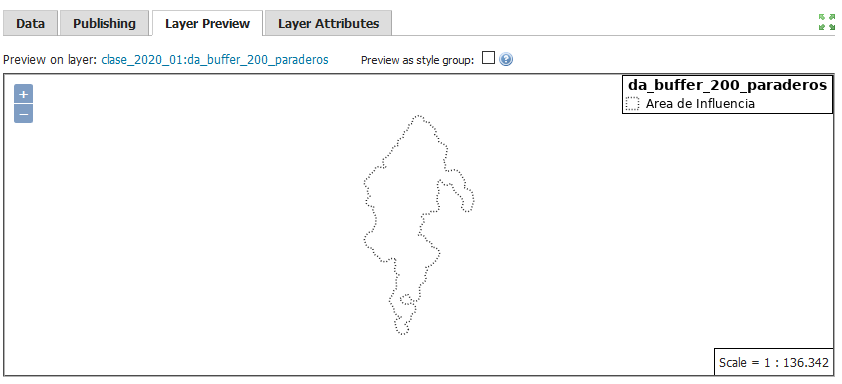 Data Publishing Layer Preview Layer Attributes
Preview on layer: clase_2020_01:da_buffer_200_paraderos Preview as style group: ?
+
−
da_buffer_200_paraderos
Area de Influencia
Scale = 1 : 136.342